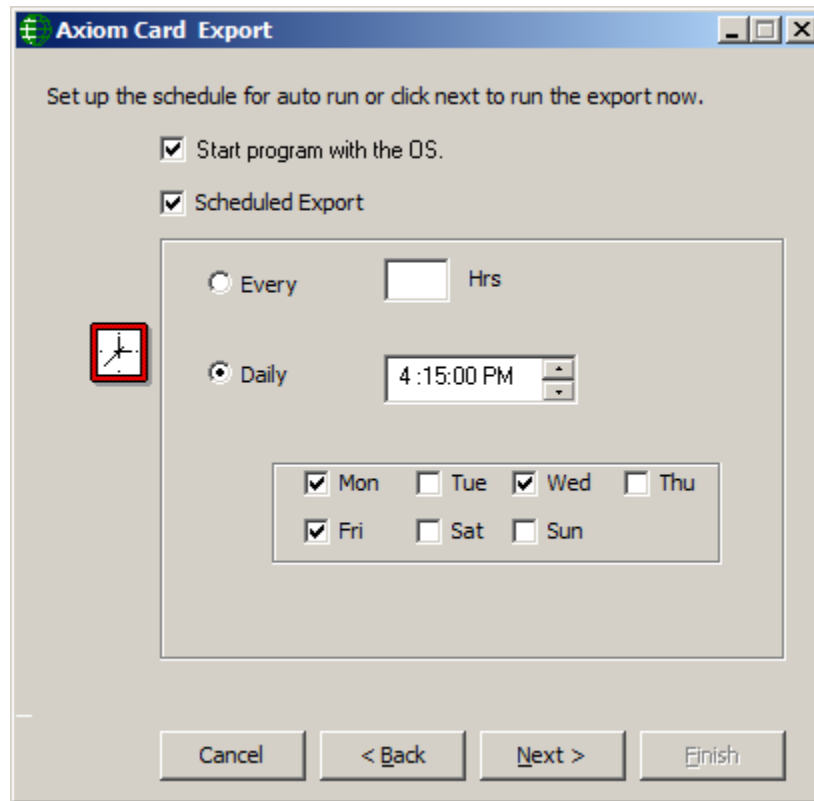 Axiom Card  Export
Set up the schedule for auto run or click next to run the export now.
Start program with the OS.
Scheduled Export
Every Hrs
Daily 4 :15:00 PM
Mon Tue Wed Thu
Fri Sat Sun
Cancel < Back Next > Finish